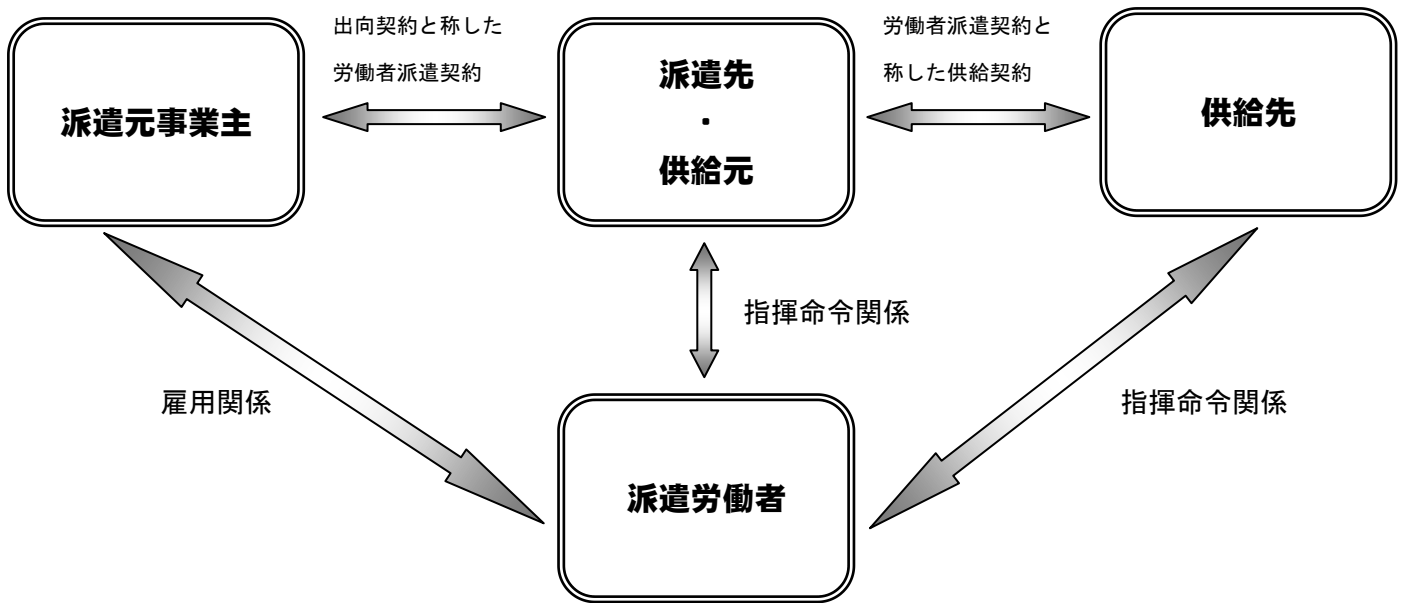 出向契約と称した
労働者派遣契約
労働者派遣契約と
称した供給契約
派遣元事業主
派遣先
・
供給元
供給先
指揮命令関係
雇用関係
指揮命令関係
派遣労働者